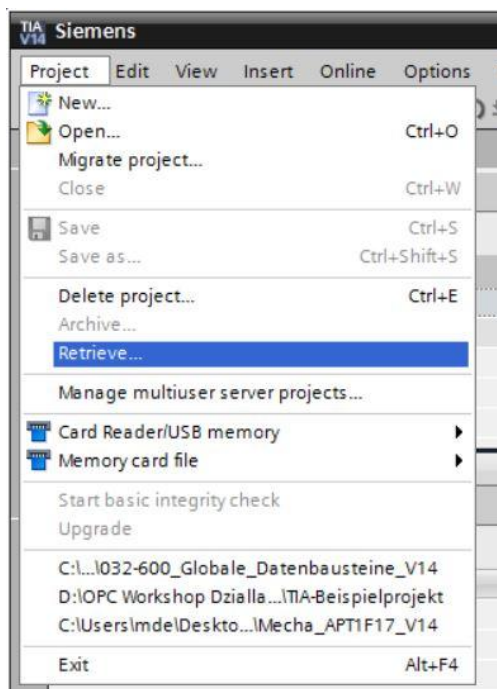 TIA V14 Siemens
Project Edit View Insert Online Options
New...
Open... Ctrl+O
Migrate project...
Close Ctrl+W
Save Ctrl+S
Save as... Ctrl+Shift+S
Delete project... Ctrl+E
Archive...
Retrieve...
Manage multiuser server projects...
Card Reader/USB memory
Memory card file
Start basic integrity check
Upgrade
C:\...\032-600_Globale_Datenbausteine_V14
D:\OPC Workshop Dzialla...\TIA-Beispielprojekt
C:\Users\mde\Deskto...\Mecha_APT1F17_V14
Exit Alt+F4